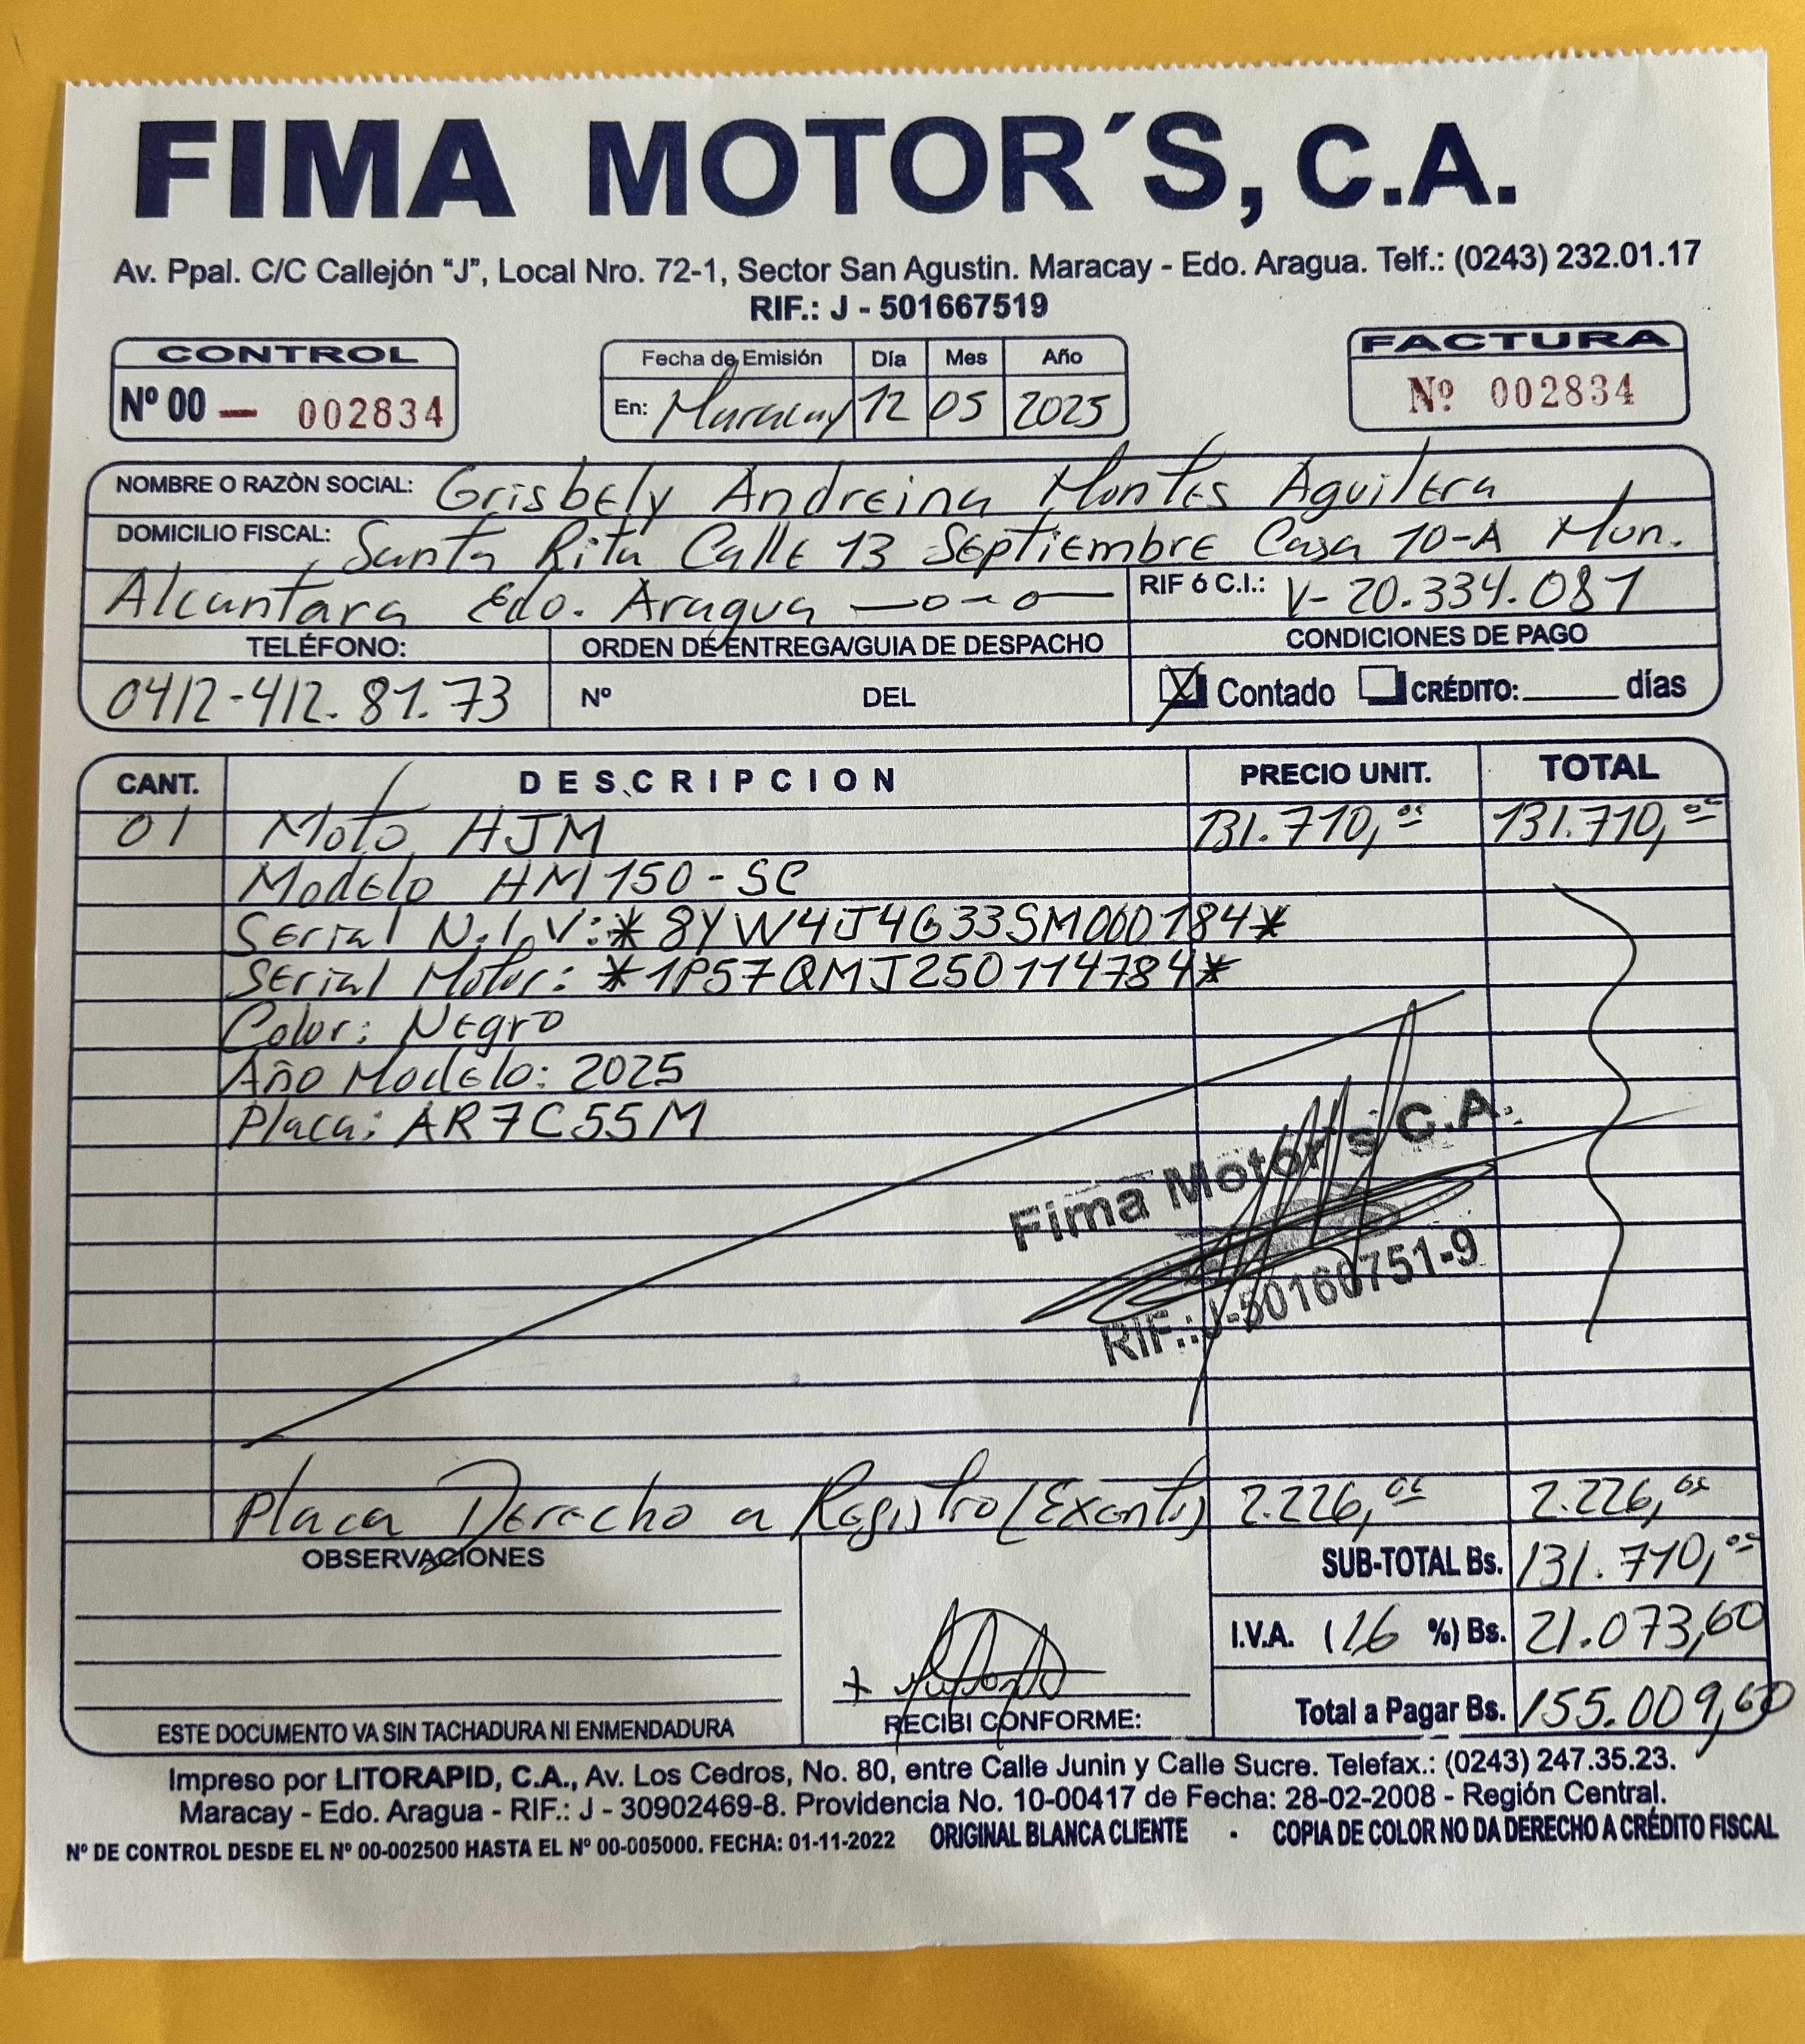 FIMA MOTOR´S, C.A.
Av. Ppal. C/C Callejón "J", Local Nro. 72-1, Sector San Agustin. Maracay - Edo. Aragua. Telf.: (0243) 232.01.17
RIF.: J - 501667519
CONTROL
Nº 00 — 002834
Fecha de Emisión Día Mes Año
En: Maracay 12 05 2025
FACTURA
Nº 002834
NOMBRE O RAZÒN SOCIAL: Grisbely Andreina Montes Aguilera
DOMICILIO FISCAL: Santa Rita Calle 13 Septiembre Casa 10-A Mun.
Alcantara Edo. Aragua —o-o— RIF ó C.I.: V- 20.334.081
TELÉFONO: ORDEN DE ENTREGA/GUIA DE DESPACHO CONDICIONES DE PAGO
0412-412.81.73 Nº DEL X Contado CRÉDITO:______ días
CANT. DESCRIPCION PRECIO UNIT. TOTAL
01 Moto HJM 131.710,00 131.710,00
Modelo HM150-SC
Serial N.I.V:*8YW4J4G33SM000184*
Serial Motor: *1P57QMJ250114784*
Color: Negro
Año Modelo: 2025
Placa: AR7C55M
Fima Motor's C.A.
RIF.:J-50166751-9
Placa Derecho a Registro (Exento) 2.226,00 2.226,00
OBSERVACIONES
SUB-TOTAL Bs. 131.710,00
I.V.A. (16 %) Bs. 21.073,60
Total a Pagar Bs. 155.009,60
ESTE DOCUMENTO VA SIN TACHADURA NI ENMENDADURA
RECIBI CONFORME:
Impreso por LITORAPID, C.A., Av. Los Cedros, No. 80, entre Calle Junin y Calle Sucre. Telefax.: (0243) 247.35.23.
Maracay - Edo. Aragua - RIF.: J - 30902469-8. Providencia No. 10-00417 de Fecha: 28-02-2008 - Región Central.
Nº DE CONTROL DESDE EL Nº 00-002500 HASTA EL Nº 00-005000. FECHA: 01-11-2022 ORIGINAL BLANCA CLIENTE - COPIA DE COLOR NO DA DERECHO A CRÉDITO FISCAL